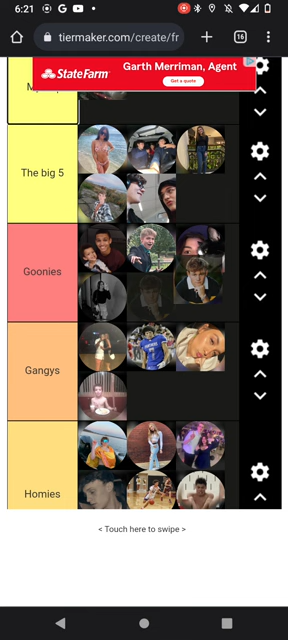 6:21
tiermaker.com/create/fr
16
StateFarm
Garth Merriman, Agent
Get a quote
The big 5
Goonies
Gangys
Homies
< Touch here to swipe >